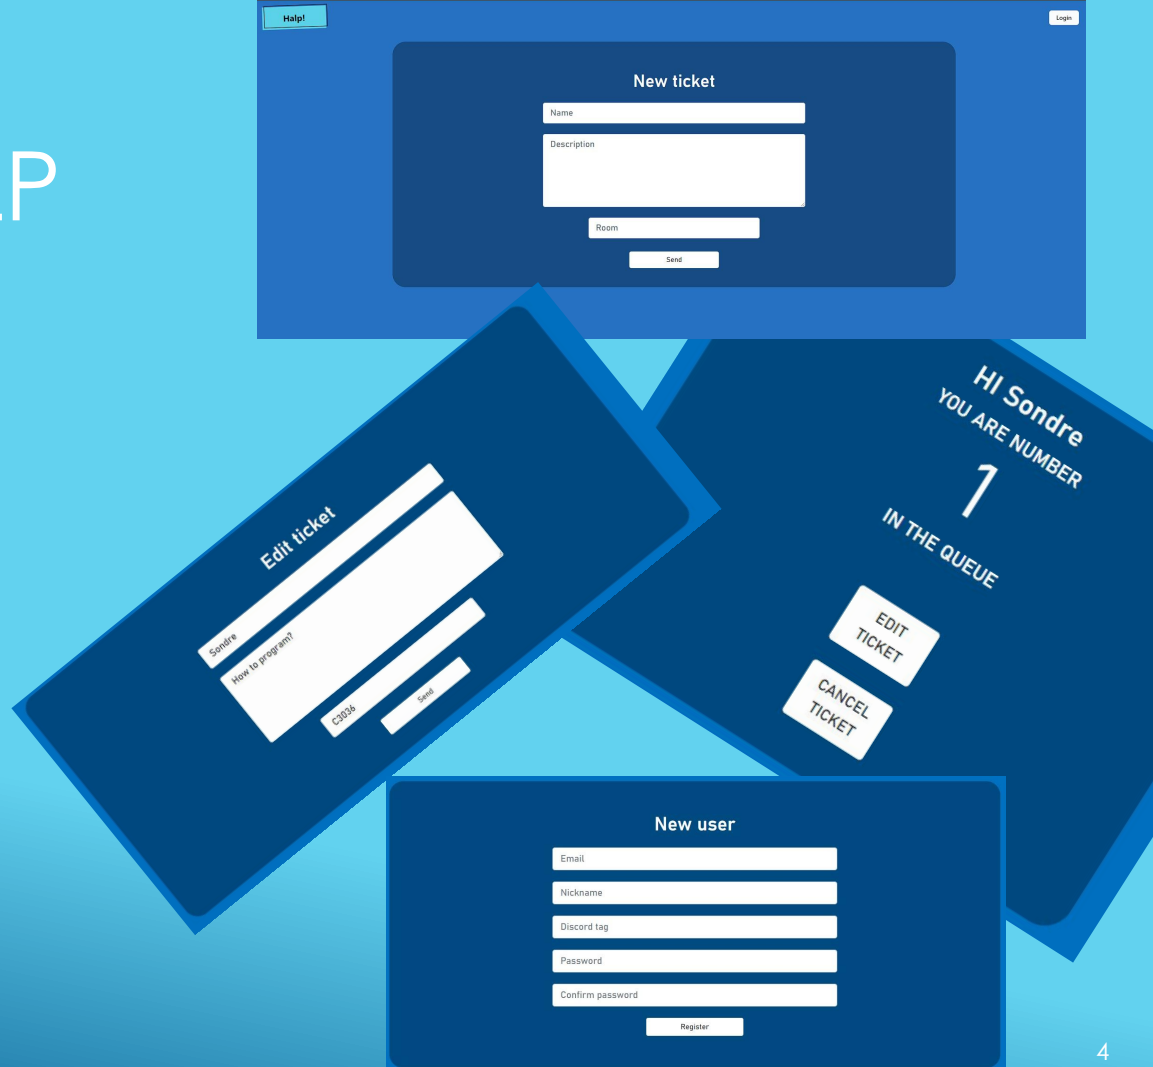 Halp!
Login
New ticket
Name
Description
Room
Send
P
HI Sondre
YOU ARE NUMBER
1
IN THE QUEUE
EDIT
TICKET
CANCEL
TICKET
Edit ticket
Sondre
How to program?
C3036
Send
New user
Email
Nickname
Discord tag
Password
Confirm password
Register
4